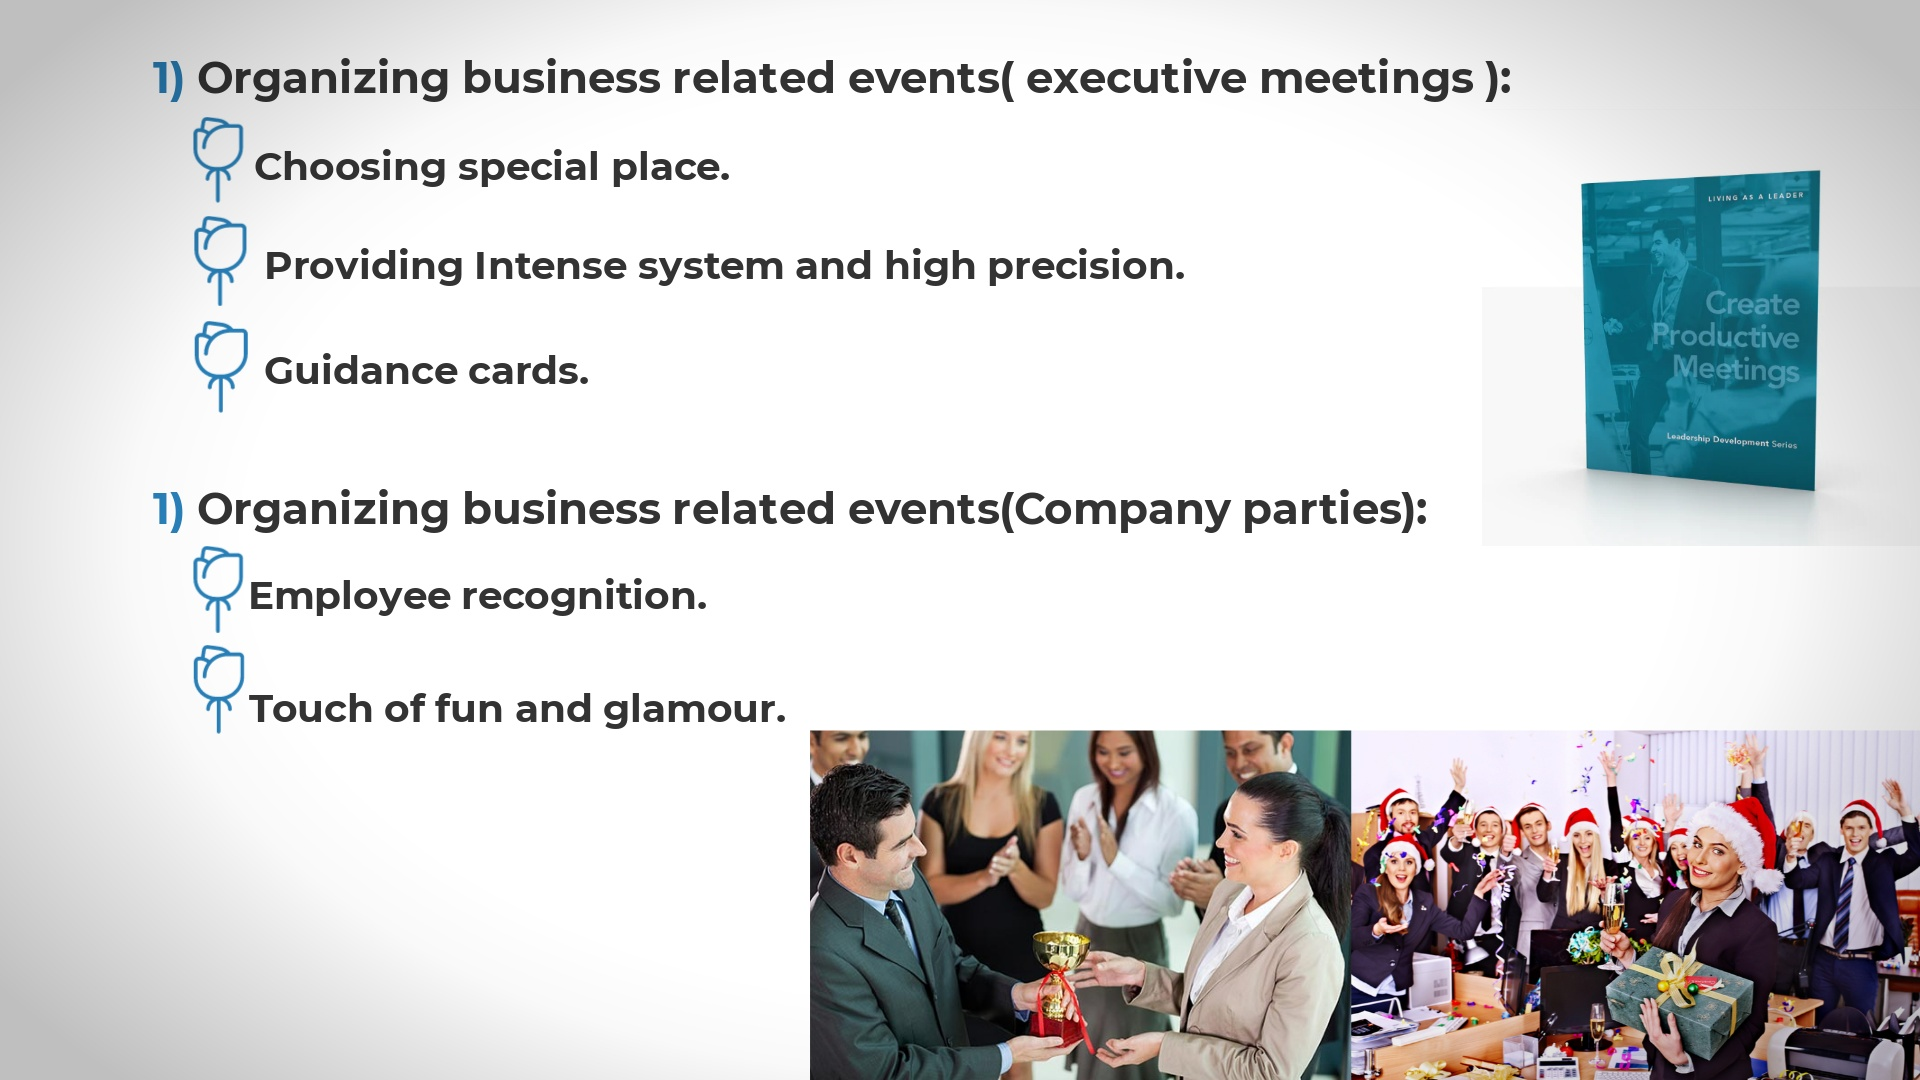 1) Organizing business related events( executive meetings ):
Choosing special place.
Providing Intense system and high precision.
Guidance cards.
LIVING AS A LEADER
Create
Productive
Meetings
Leadership Development Series
1) Organizing business related events(Company parties):
Employee recognition.
Touch of fun and glamour.